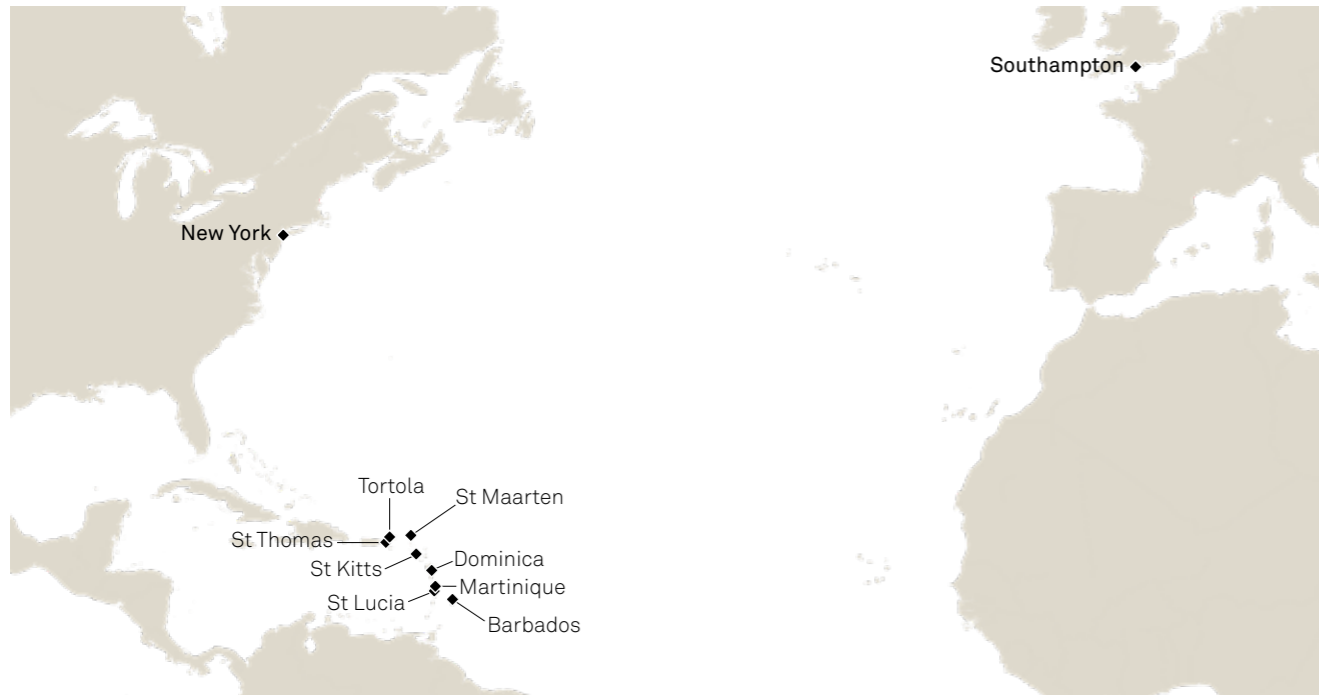 Southampton
New York
Tortola
St Maarten
St Thomas
Dominica
St Kitts
Martinique
St Lucia
Barbados